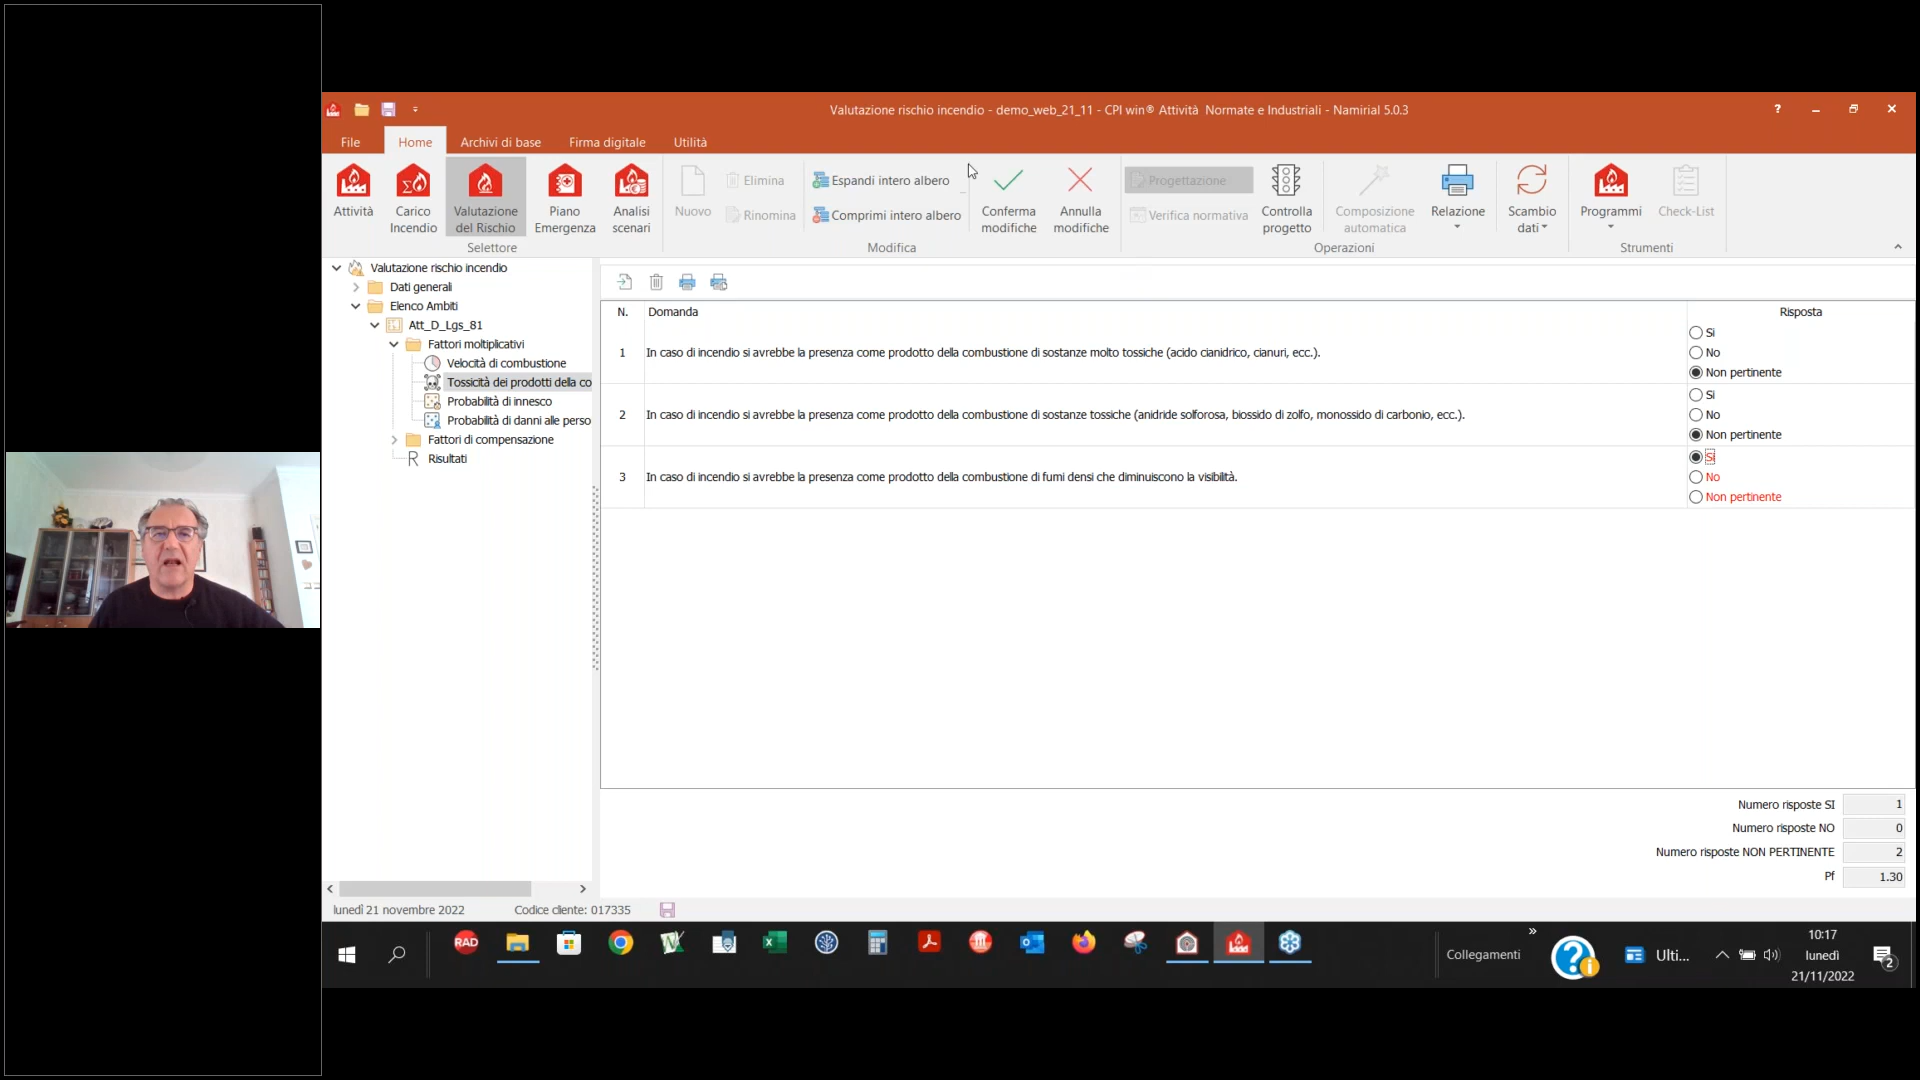 Valutazione rischio incendio - demo_web_21_11 - CPI win® Attività Normate e Industriali - Namirial 5.0.3
?
File Home Archivi di base Firma digitale Utilità
Attività
Carico Incendio
Valutazione del Rischio
Piano Emergenza
Analisi scenari
Selettore
Nuovo
Elimina
Rinomina
Espandi intero albero
Comprimi intero albero
Conferma modifiche
Annulla modifiche
Modifica
Progettazione
Verifica normativa
Controlla progetto
Composizione automatica
Relazione
Operazioni
Scambio dati
Programmi
Check-List
Strumenti
Valutazione rischio incendio
Dati generali
Elenco Ambiti
Att_D_Lgs_81
Fattori moltiplicativi
Velocità di combustione
Tossicità dei prodotti della co
Probabilità di innesco
Probabilità di danni alle perso
Fattori di compensazione
R Risultati
N. Domanda Risposta
1 In caso di incendio si avrebbe la presenza come prodotto della combustione di sostanze molto tossiche (acido cianidrico, cianuri, ecc.).
Si
No
Non pertinente
2 In caso di incendio si avrebbe la presenza come prodotto della combustione di sostanze tossiche (anidride solforosa, biossido di zolfo, monossido di carbonio, ecc.).
Si
No
Non pertinente
3 In caso di incendio si avrebbe la presenza come prodotto della combustione di fumi densi che diminuiscono la visibilità.
Si
No
Non pertinente
Numero risposte SI 1
Numero risposte NO 0
Numero risposte NON PERTINENTE 2
Pf 1.30
lunedì 21 novembre 2022 Codice cliente: 017335
RAD
Collegamenti
»
Ulti...
10:17
lunedì
21/11/2022
2